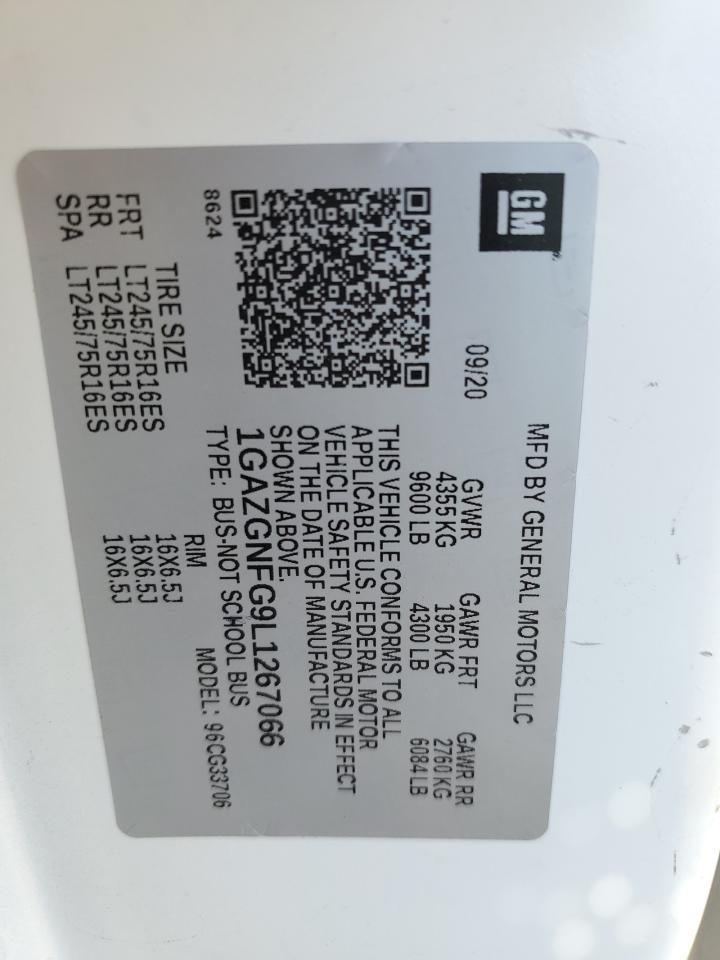 GM
MFD BY GENERAL MOTORS LLC
09/20
GVWR GAWR FRT GAWR RR
4355 KG 1950 KG 2760 KG
9600 LB 4300 LB 6084 LB
THIS VEHICLE CONFORMS TO ALL
APPLICABLE U.S. FEDERAL MOTOR
VEHICLE SAFETY STANDARDS IN EFFECT
ON THE DATE OF MANUFACTURE
SHOWN ABOVE.
1GAZGNFG9L1267066
TYPE: BUS-NOT SCHOOL BUS
8624
MODEL: 96CG33706
TIRE SIZE RIM
FRT LT245/75R16ES 16X6.5J
RR LT245/75R16ES 16X6.5J
SPA LT245/75R16ES 16X6.5J